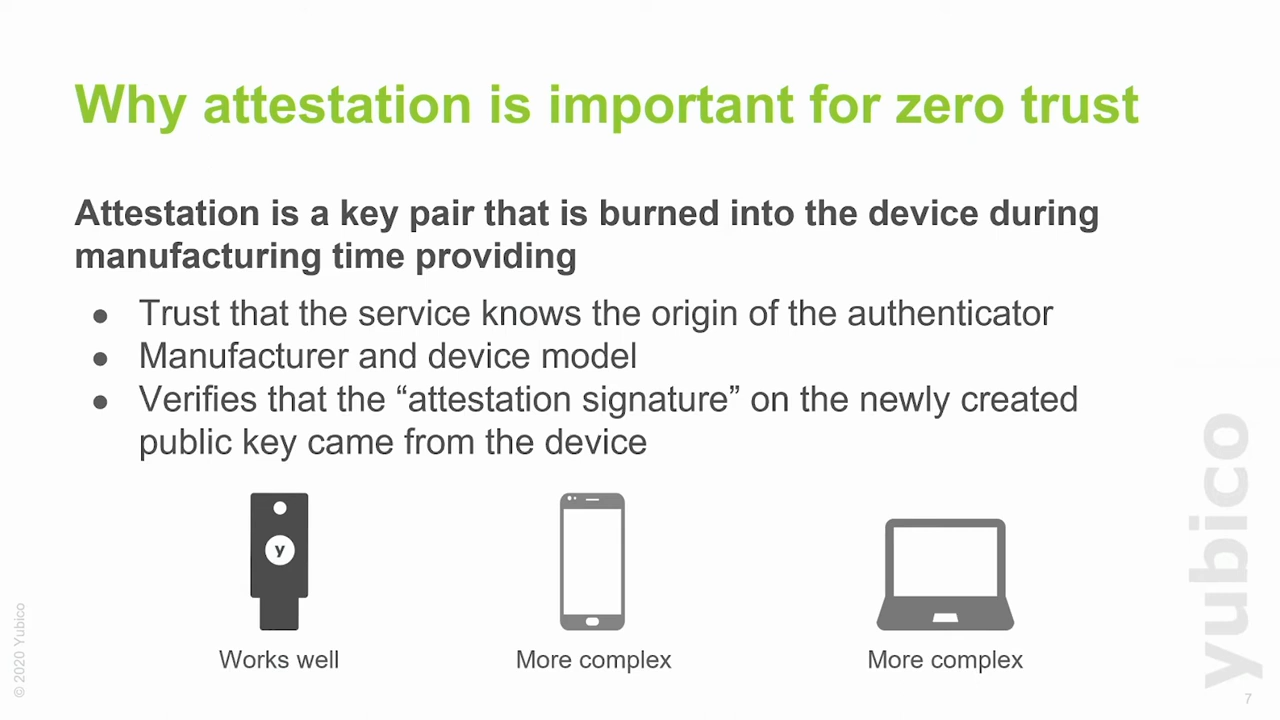 Why attestation is important for zero trust
Attestation is a key pair that is burned into the device during
manufacturing time providing
● Trust that the service knows the origin of the authenticator
● Manufacturer and device model
● Verifies that the “attestation signature” on the newly created
public key came from the device
y
Works well
More complex
More complex
yubico
© 2020 Yubico
7